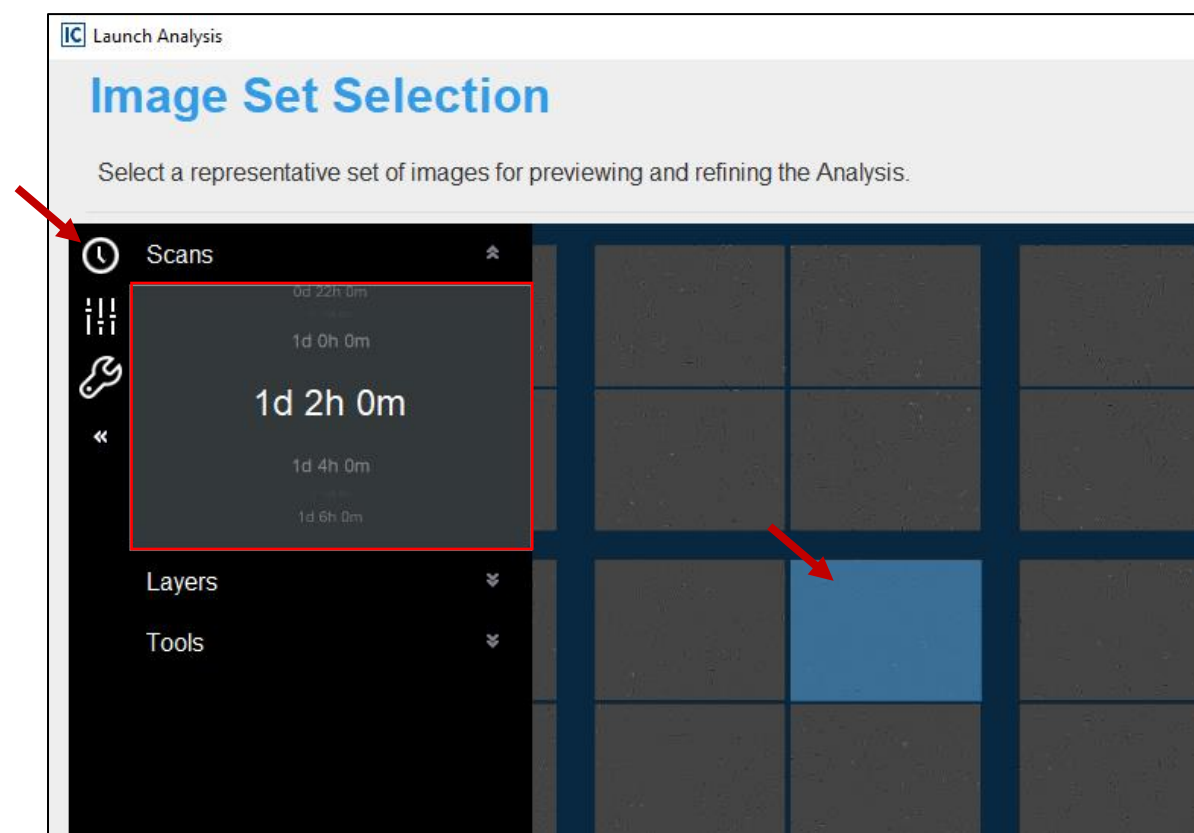 IC Launch Analysis
Image Set Selection
Select a representative set of images for previewing and refining the Analysis.
Scans
0d 22h 0m
1d 0h 0m
1d 2h 0m
1d 4h 0m
1d 6h 0m
Layers
Tools